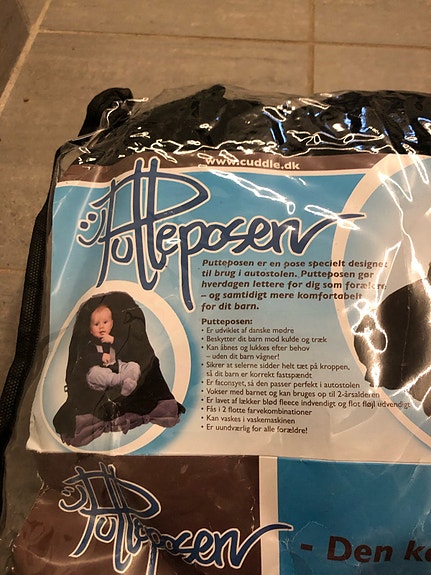 www.cuddle.dk
Putteposen
Putteposen er en pose specielt designet
til brug i autostolen. Putteposen gør
hverdagen lettere for dig som forælder
- og samtidigt mere komfortabelt
for dit barn.
Putteposen:
• Er udviklet af danske mødre
• Beskytter dit barn mod kulde og træk
• Kan åbnes og lukkes efter behov
- uden dit barn vågner!
• Sikrer at selerne sidder helt tæt på kroppen,
så dit barn er korrekt fastspændt
• Er faconsyet, så den passer perfekt i autostolen
• Vokser med barnet og kan bruges op til 2-årsalderen
• Er lavet af lækker blød fleece indvendigt og flot fløjl udvendigt
• Fås i 2 flotte farvekombinationer
• Kan vaskes i vaskemaskinen
• Er uundværlig for alle forældre!
Putteposen
- Den